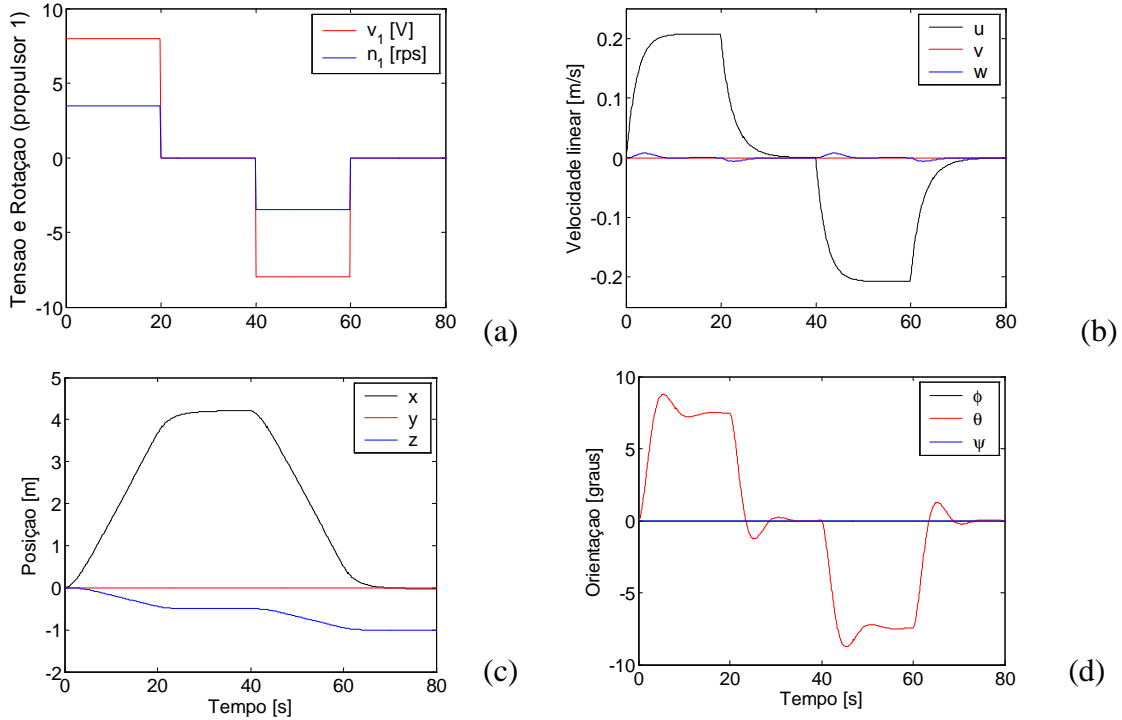 Tensao e Rotaçao (propulsor 1)
10
5
0
-5
-10
0
20
40
60
80
v_1 [V]
n_1 [rps]
(a)
Velocidade linear [m/s]
0.2
0.1
0
-0.1
-0.2
0
20
40
60
80
u
v
w
(b)
Posiçao [m]
5
4
3
2
1
0
-1
-2
0
20
40
60
80
Tempo [s]
x
y
z
(c)
Orientaçao [graus]
10
5
0
-5
-10
0
20
40
60
80
Tempo [s]
ϕ
θ
ψ
(d)